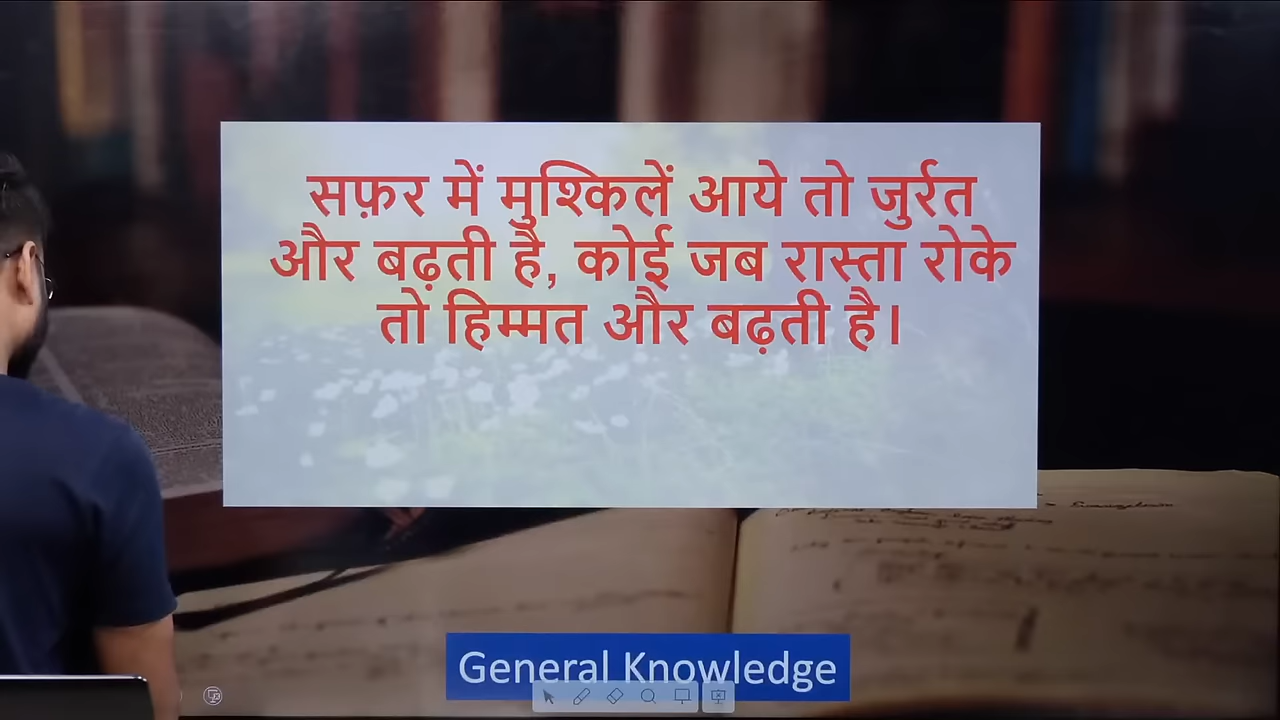 सफ़र में मुश्किलें आये तो जुर्रत
और बढ़ती है, कोई जब रास्ता रोके
तो हिम्मत और बढ़ती है।
General Knowledge